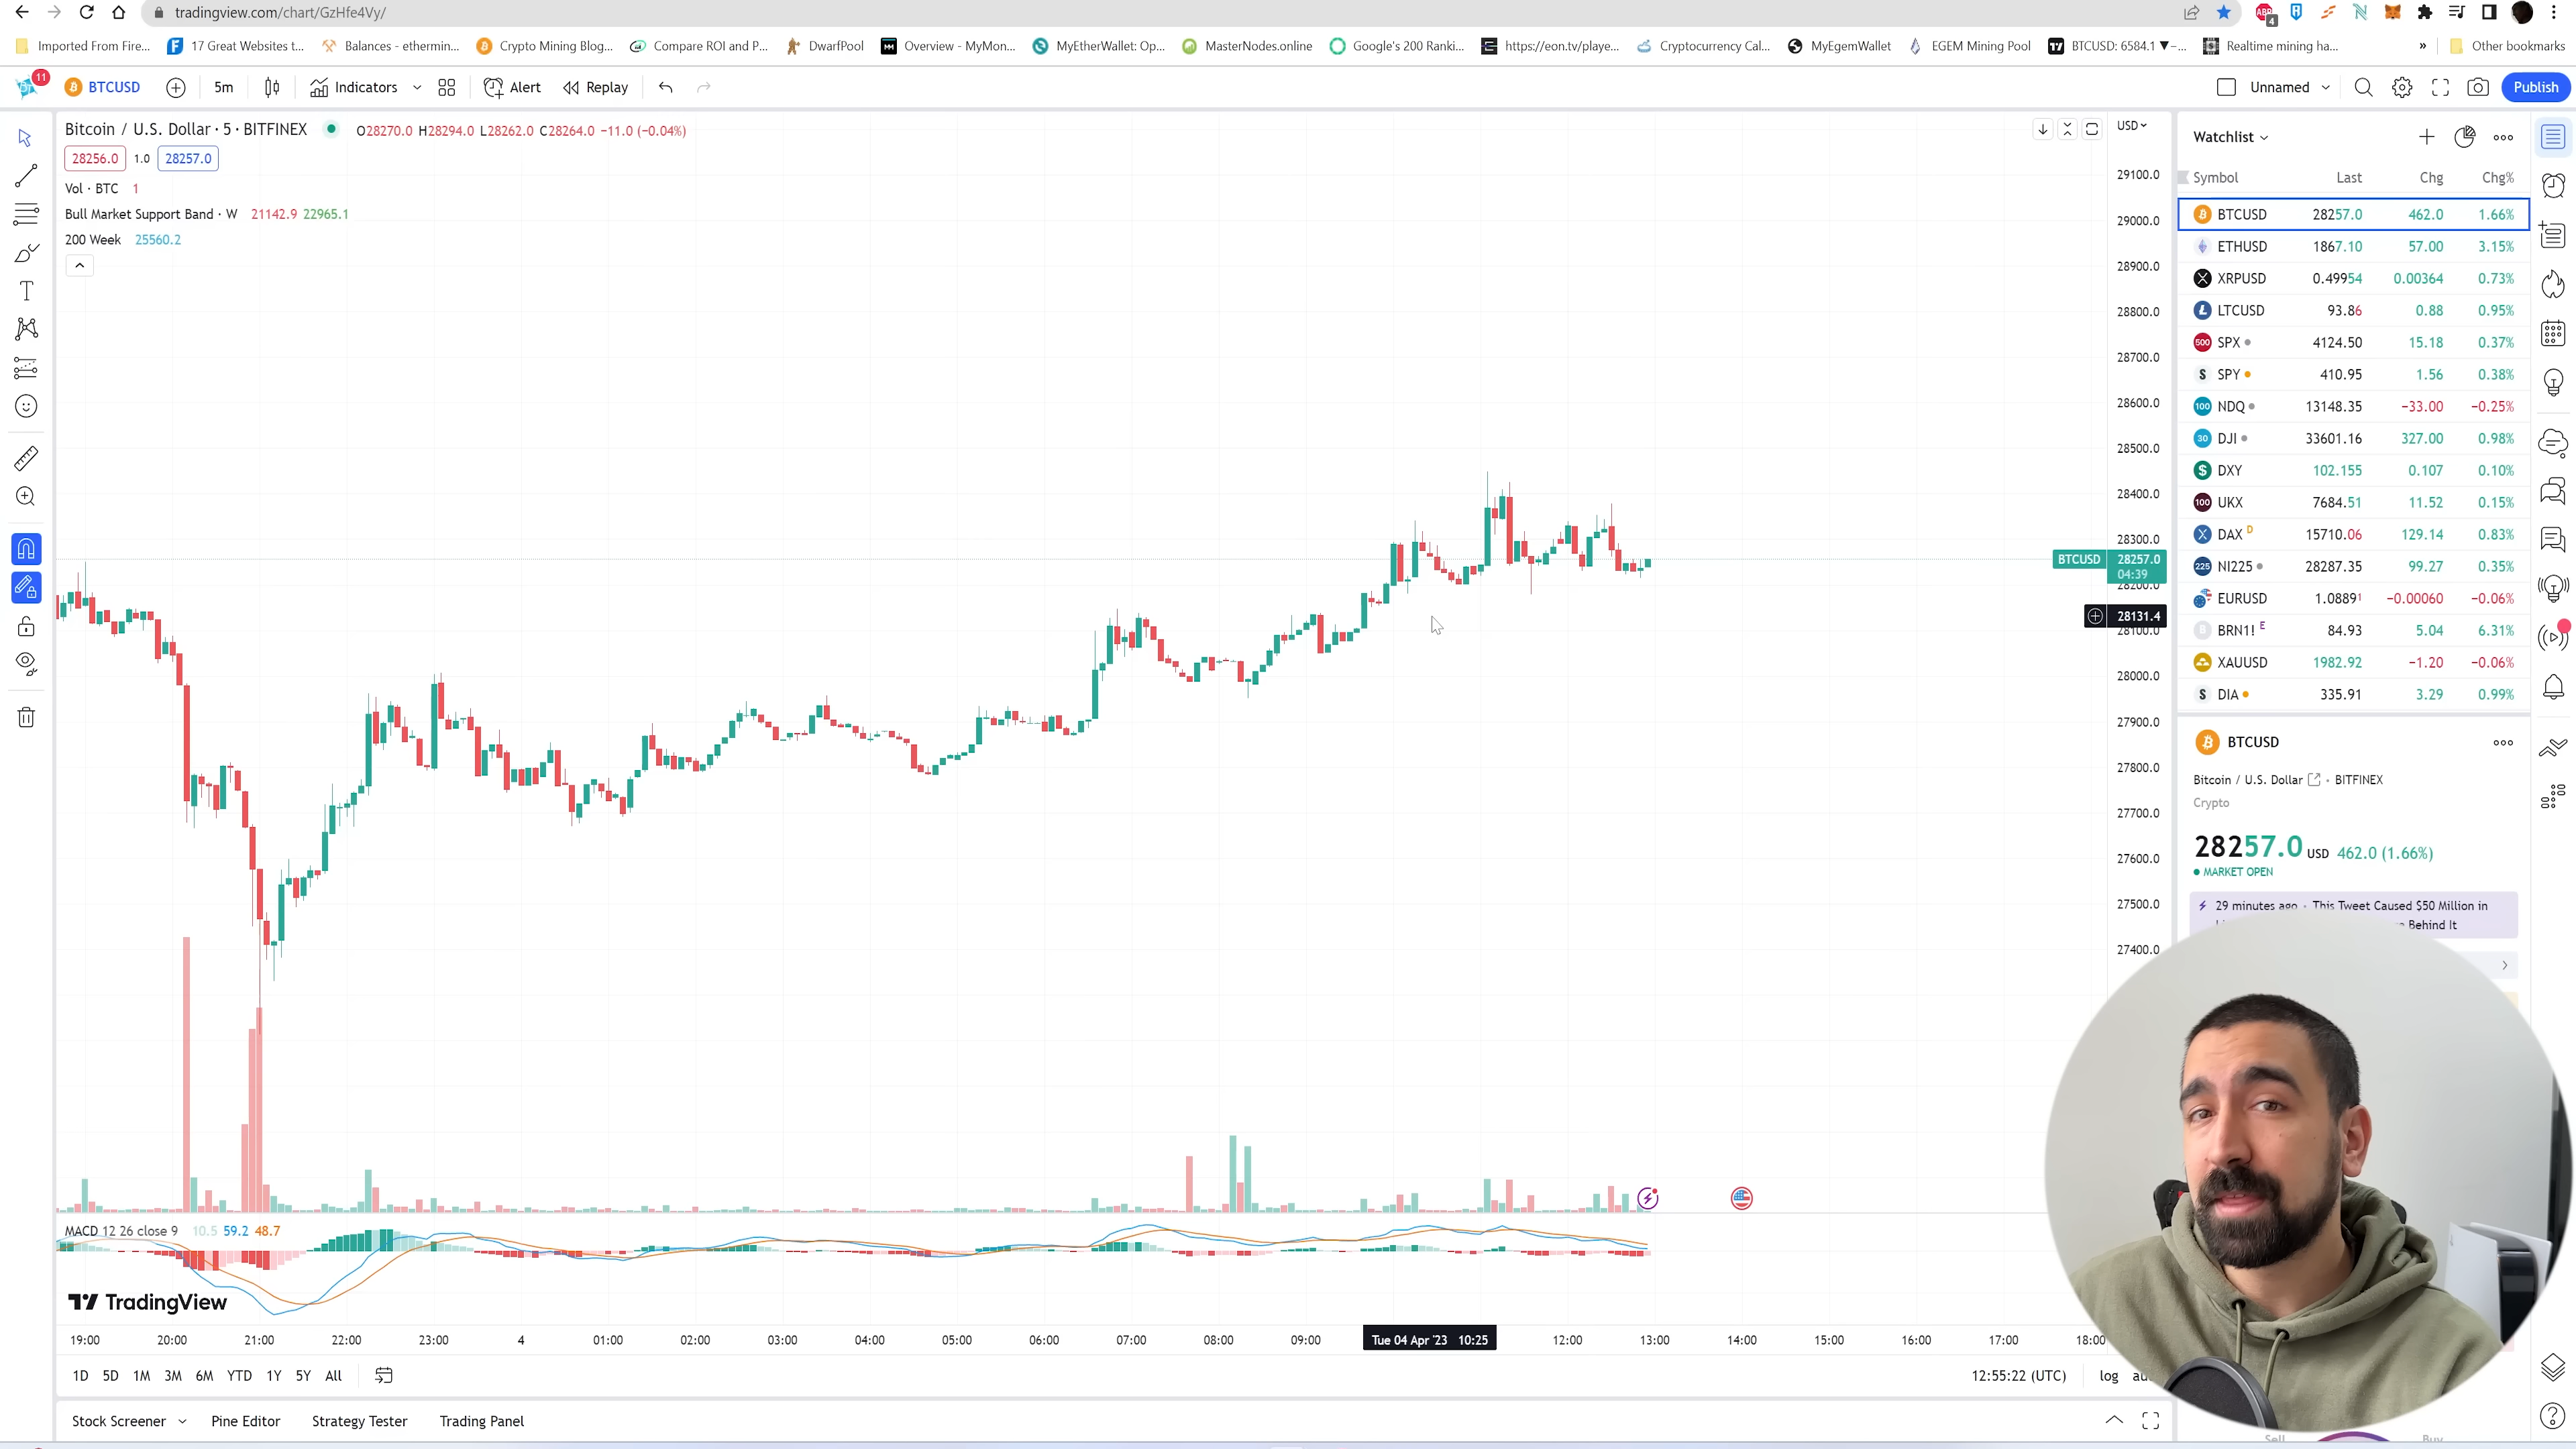 tradingview.com/chart/GzHfe4Vy/
4
Imported From Fire... 17 Great Websites t... Balances - ethermin... Crypto Mining Blog... Compare ROI and P... DwarfPool Overview - MyMon... MyEtherWallet: Op... MasterNodes.online Google's 200 Ranki... https://eon.tv/playe... Cryptocurrency Cal... MyEgemWallet EGEM Mining Pool BTCUSD: 6584.1 ▼−... Realtime mining ha... » Other bookmarks
11 BTCUSD 5m Indicators Alert Replay Unnamed Publish
Bitcoin / U.S. Dollar · 5 · BITFINEX O28270.0 H28294.0 L28262.0 C28264.0 −11.0 (−0.04%)
28256.0 1.0 28257.0
Vol · BTC 1
Bull Market Support Band · W 21142.9 22965.1
200 Week 25560.2
USD
29100.0
29000.0
28900.0
28800.0
28700.0
28600.0
28500.0
28400.0
28300.0
BTCUSD 28257.0
04:39
28200.0
28131.4
28100.0
28000.0
27900.0
27800.0
27700.0
27600.0
27500.0
27400.0
MACD 12 26 close 9 10.5 59.2 48.7
TradingView
19:00 20:00 21:00 22:00 23:00 4 01:00 02:00 03:00 04:00 05:00 06:00 07:00 08:00 09:00 Tue 04 Apr '23 10:25 12:00 13:00 14:00 15:00 16:00 17:00 18:00
1D 5D 1M 3M 6M YTD 1Y 5Y All 12:55:22 (UTC) log
Stock Screener Pine Editor Strategy Tester Trading Panel
Watchlist
Symbol Last Chg Chg%
BTCUSD 28257.0 462.0 1.66%
ETHUSD 1867.10 57.00 3.15%
XRPUSD 0.49954 0.00364 0.73%
LTCUSD 93.86 0.88 0.95%
500 SPX 4124.50 15.18 0.37%
S SPY 410.95 1.56 0.38%
100 NDQ 13148.35 −33.00 −0.25%
30 DJI 33601.16 327.00 0.98%
$ DXY 102.155 0.107 0.10%
100 UKX 7684.51 11.52 0.15%
X DAX D 15710.06 129.14 0.83%
225 NI225 28287.35 99.27 0.35%
EURUSD 1.08891 −0.00060 −0.06%
B BRN1! E 84.93 5.04 6.31%
XAUUSD 1982.92 −1.20 −0.06%
S DIA 335.91 3.29 0.99%
BTCUSD
Bitcoin / U.S. Dollar · BITFINEX
Crypto
28257.0 USD 462.0 (1.66%)
MARKET OPEN
29 minutes ago · This Tweet Caused $50 Million in
Behind It
Sell Buy